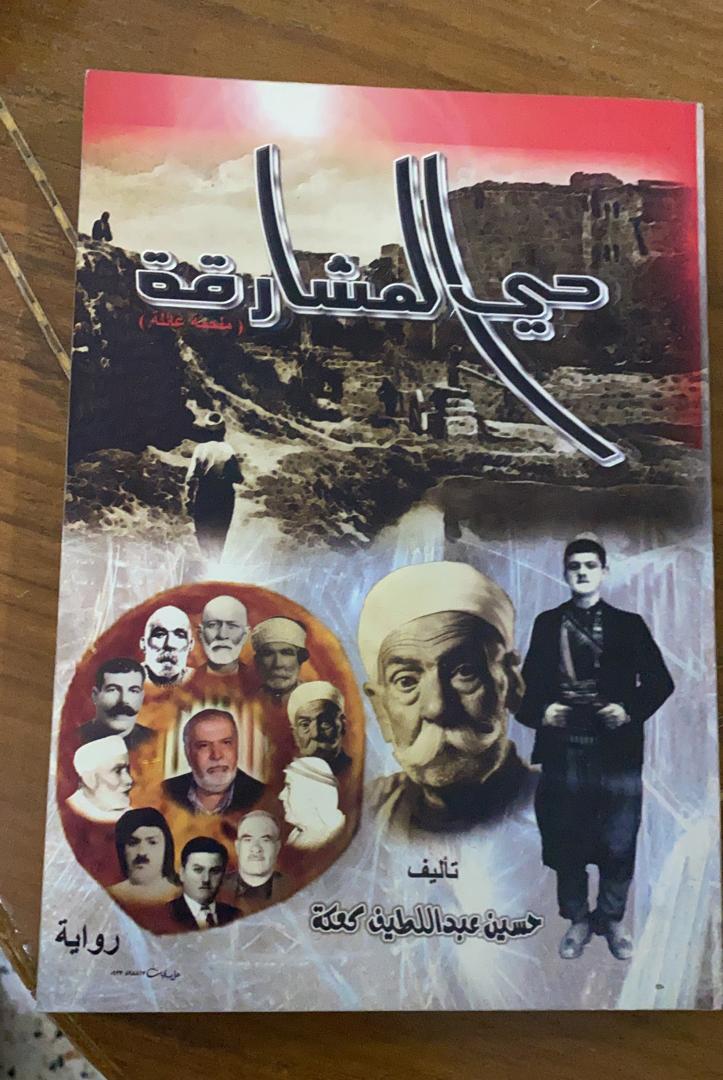 حي المشارقة
( ملحمة عائلة )
تأليف
حسين عبداللطيف كعكة
رواية